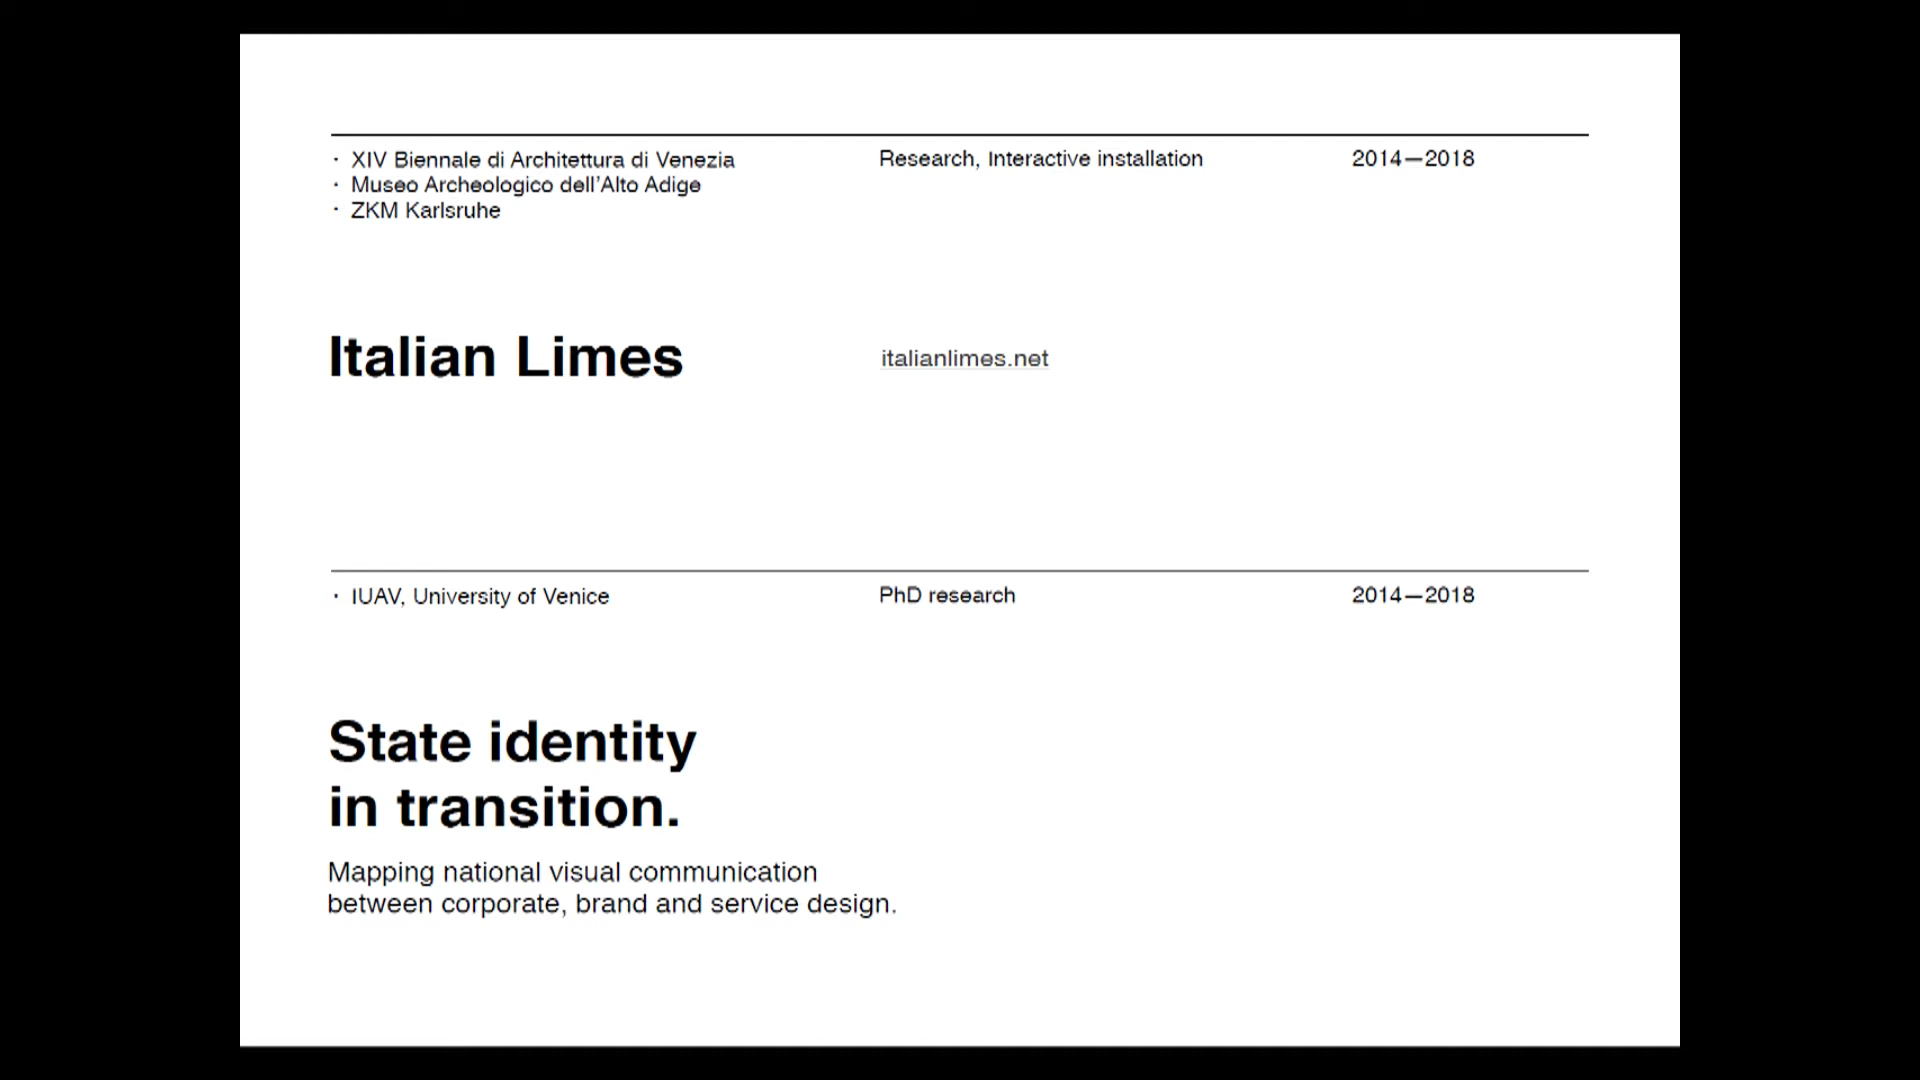 · XIV Biennale di Architettura di Venezia
· Museo Archeologico dell’Alto Adige
· ZKM Karlsruhe
Research, Interactive installation
2014—2018
Italian Limes
italianlimes.net
· IUAV, University of Venice
PhD research
2014—2018
State identity
in transition.
Mapping national visual communication
between corporate, brand and service design.